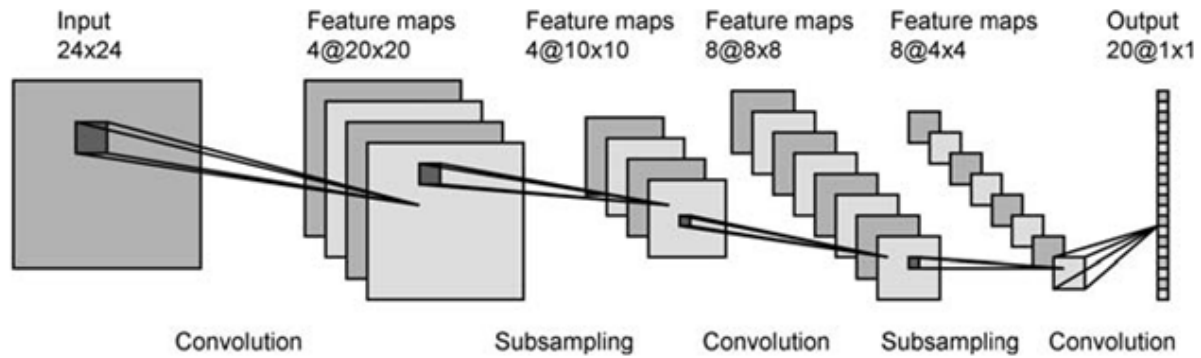 Input
24x24
Feature maps
4@20x20
Feature maps
4@10x10
Feature maps
8@8x8
Feature maps
8@4x4
Output
20@1x1
Convolution
Subsampling
Convolution
Subsampling
Convolution